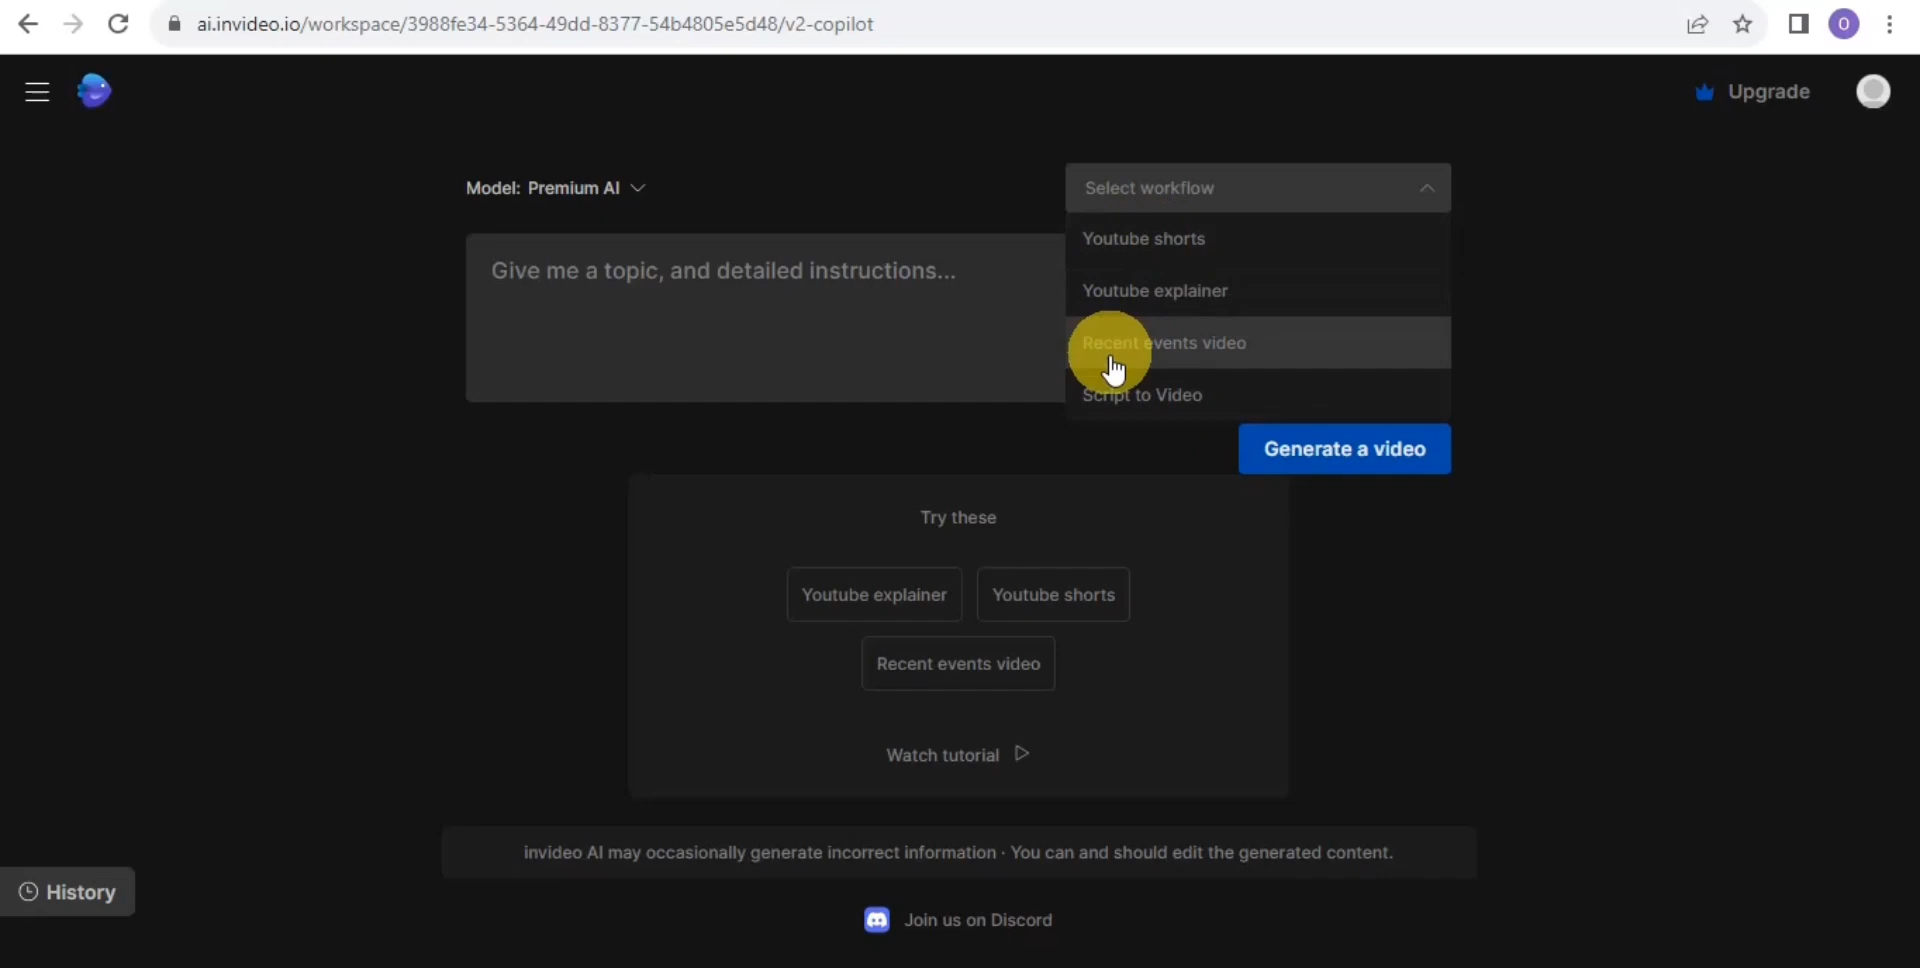 ai.invideo.io/workspace/3988fe34-5364-49dd-8377-54b4805e5d48/v2-copilot
O
Upgrade
Model: Premium AI
Select workflow
Youtube shorts
Give me a topic, and detailed instructions...
Youtube explainer
Recent events video
Script to Video
Generate a video
Try these
Youtube explainer
Youtube shorts
Recent events video
Watch tutorial
invideo AI may occasionally generate incorrect information · You can and should edit the generated content.
History
Join us on Discord